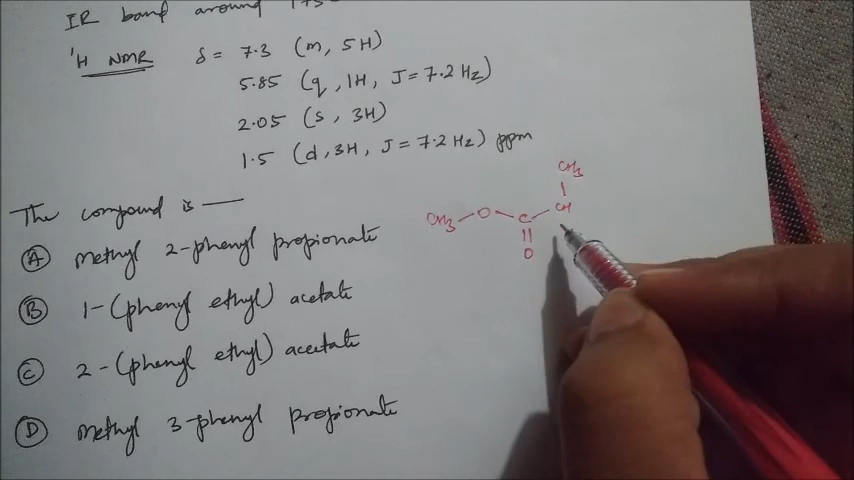 IR band around
¹H NMR δ = 7.3 (m, 5H)
5.85 (q, 1H, J = 7.2 Hz)
2.05 (s, 3H)
1.5 (d, 3H, J = 7.2 Hz) ppm
The compound is ——
A Methyl 2-phenyl propionate
B 1-(phenyl ethyl) acetate
C 2-(phenyl ethyl) acetate
D Methyl 3-phenyl propionate
CH₃
CH₃ — O — C — CH
O